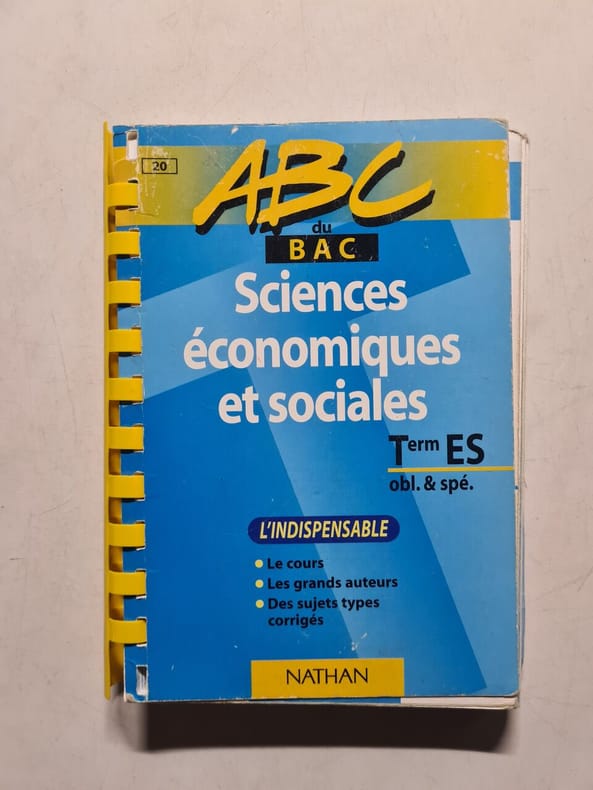 20
ABC
du
BAC
Sciences
économiques
et sociales
Term ES
obl. & spé.
L'INDISPENSABLE
Le cours
Les grands auteurs
Des sujets types
corrigés
NATHAN